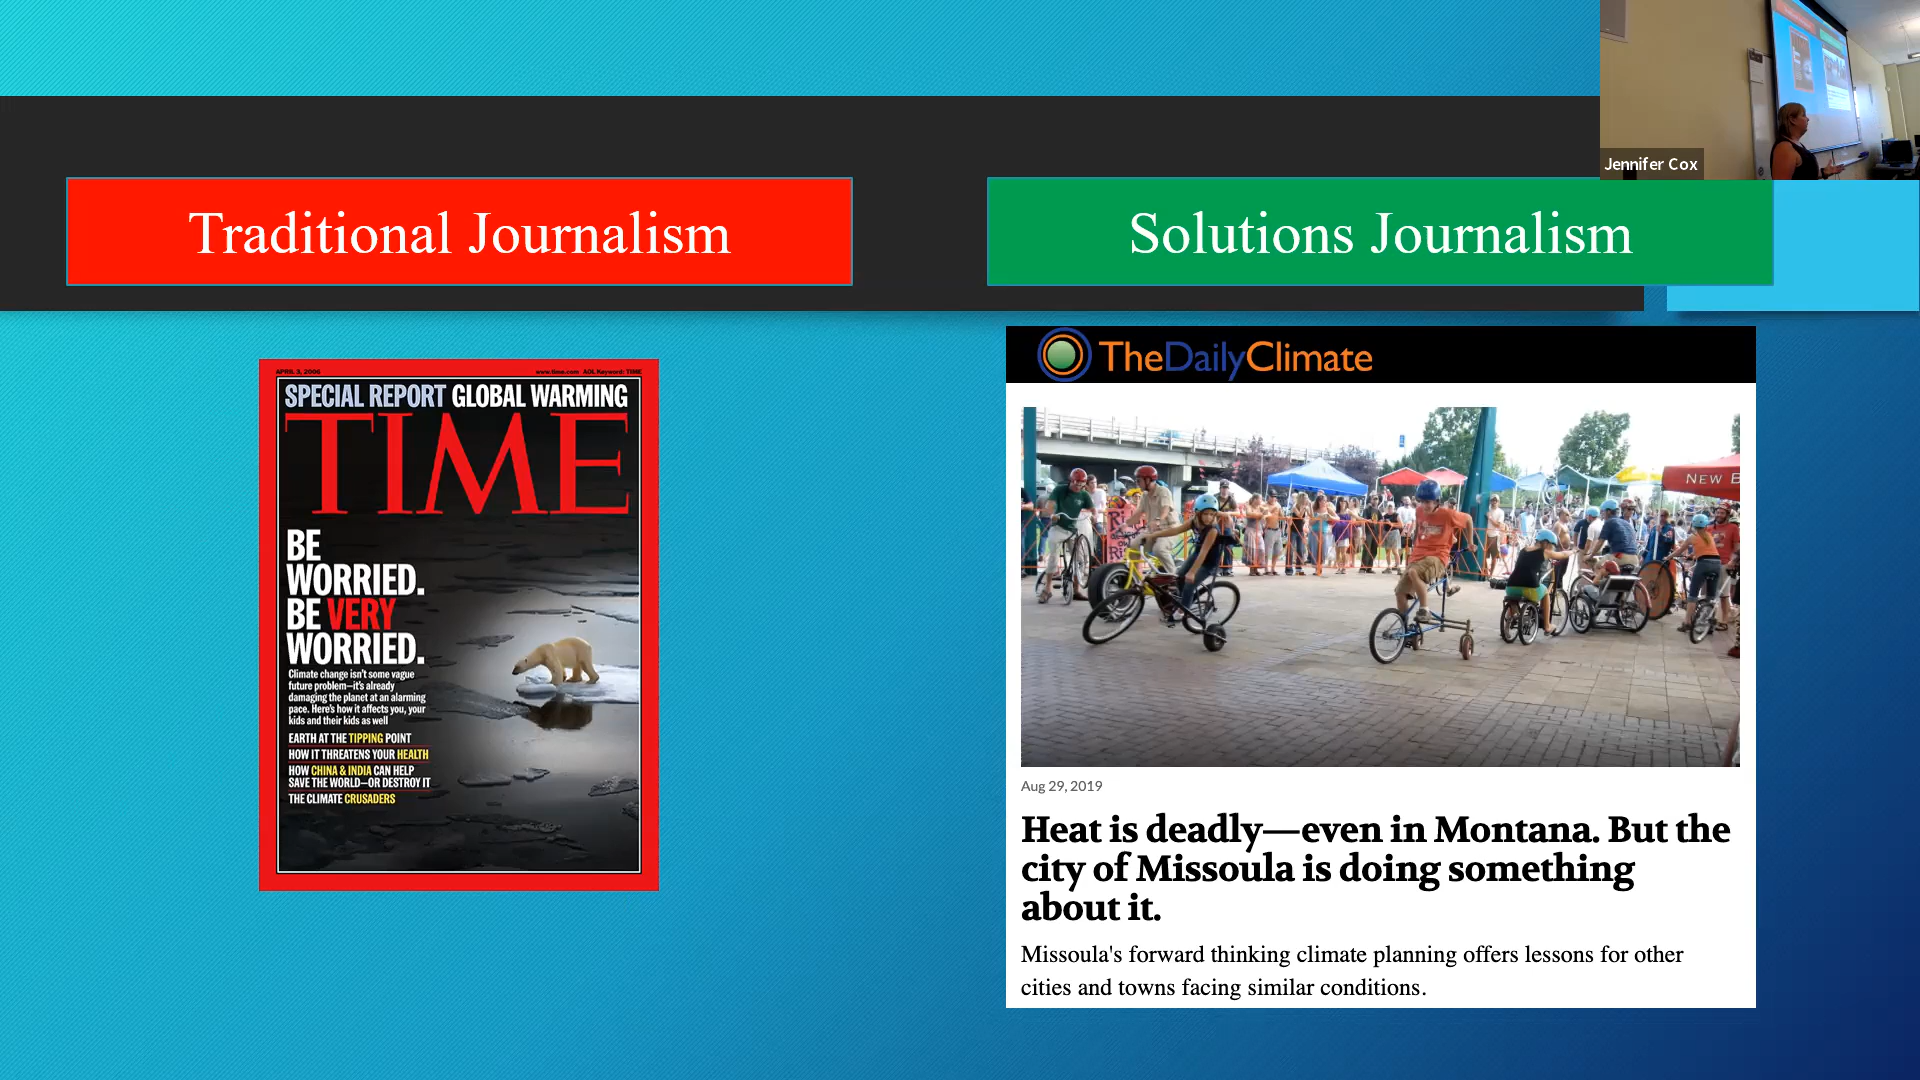 Jennifer Cox
Traditional Journalism
Solutions Journalism
APRIL 3, 2006 www.time.com AOL Keyword: TIME
SPECIAL REPORT GLOBAL WARMING
TIME
BE
WORRIED.
BE VERY
WORRIED.
Climate change isn't some vague
future problem—it's already
damaging the planet at an alarming
pace. Here's how it affects you, your
kids and their kids as well
EARTH AT THE TIPPING POINT
HOW IT THREATENS YOUR HEALTH
HOW CHINA & INDIA CAN HELP
SAVE THE WORLD—OR DESTROY IT
THE CLIMATE CRUSADERS
TheDailyClimate
NEW B
Aug 29, 2019
Heat is deadly—even in Montana. But the
city of Missoula is doing something
about it.
Missoula's forward thinking climate planning offers lessons for other
cities and towns facing similar conditions.